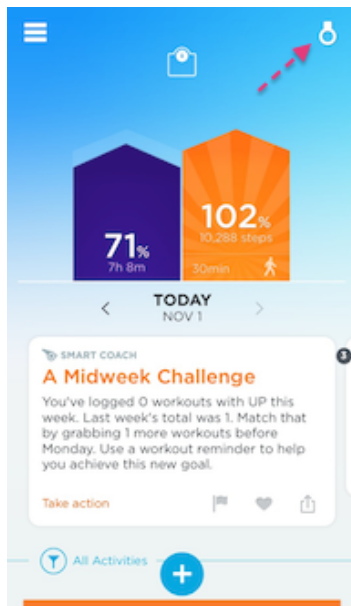 71%
7h 8m
102%
10,288 steps
30min
TODAY
NOV 1
SMART COACH
3
A Midweek Challenge
You've logged 0 workouts with UP this
week. Last week's total was 1. Match that
by grabbing 1 more workouts before
Monday. Use a workout reminder to help
you achieve this new goal.
Take action
All Activities